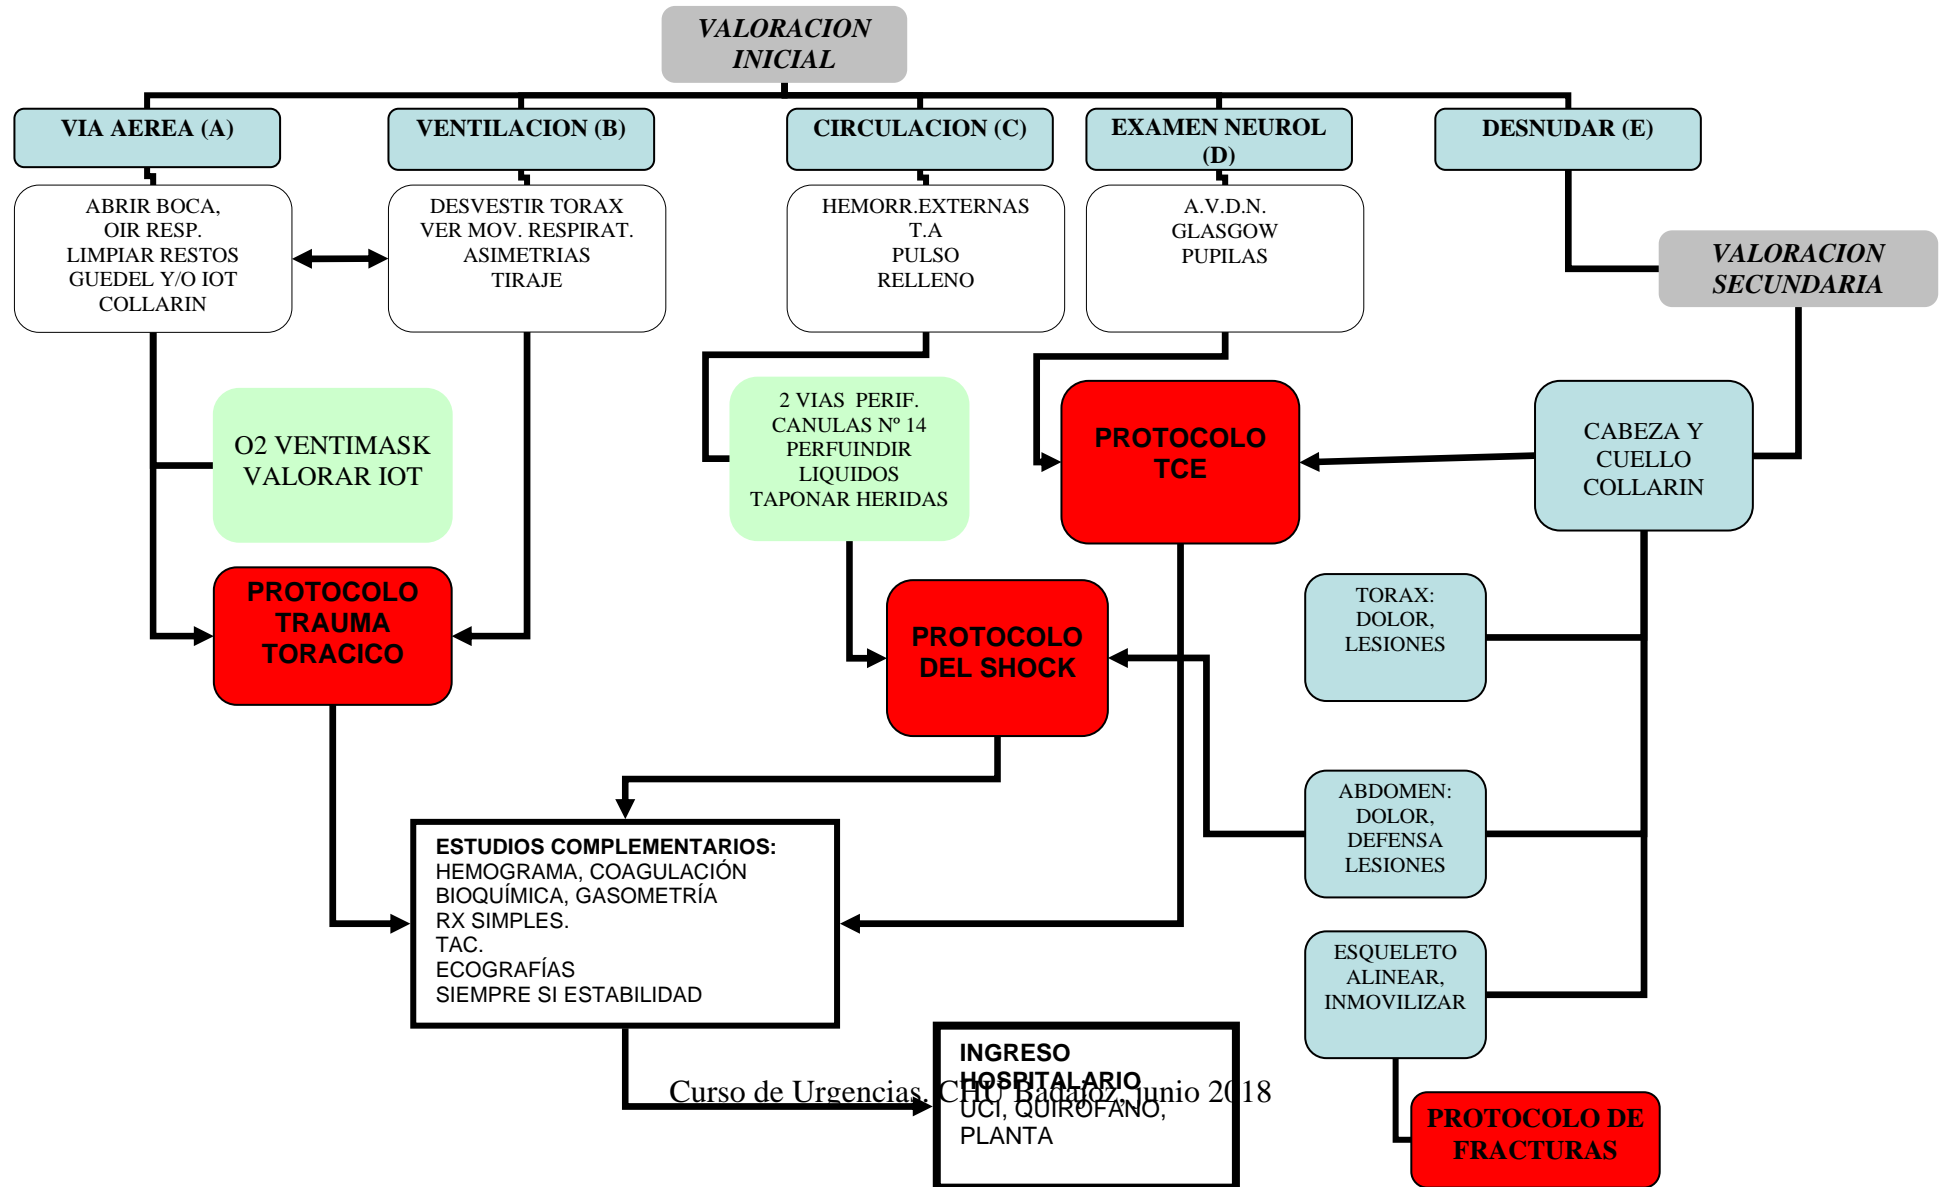 VALORACION
INICIAL
VIA AEREA (A)
VENTILACION (B)
CIRCULACION (C)
EXAMEN NEUROL
(D)
DESNUDAR (E)
ABRIR BOCA,
OIR RESP.
LIMPIAR RESTOS
GUEDEL Y/O IOT
COLLARIN
DESVESTIR TORAX
VER MOV. RESPIRAT.
ASIMETRIAS
TIRAJE
HEMORR.EXTERNAS
T.A
PULSO
RELLENO
A.V.D.N.
GLASGOW
PUPILAS
VALORACION
SECUNDARIA
O2 VENTIMASK
VALORAR IOT
2 VIAS PERIF.
CANULAS Nº 14
PERFUINDIR
LIQUIDOS
TAPONAR HERIDAS
PROTOCOLO
TCE
CABEZA Y
CUELLO
COLLARIN
PROTOCOLO
TRAUMA
TORACICO
PROTOCOLO
DEL SHOCK
TORAX:
DOLOR,
LESIONES
ABDOMEN:
DOLOR,
DEFENSA
LESIONES
ESTUDIOS COMPLEMENTARIOS:
HEMOGRAMA, COAGULACIÓN
BIOQUÍMICA, GASOMETRÍA
RX SIMPLES.
TAC.
ECOGRAFÍAS
SIEMPRE SI ESTABILIDAD
ESQUELETO
ALINEAR,
INMOVILIZAR
INGRESO
HOSPITALARIO
UCI, QUIROFANO,
PLANTA
Curso de Urgencias. CHU Badajoz, junio 2018
PROTOCOLO DE
FRACTURAS